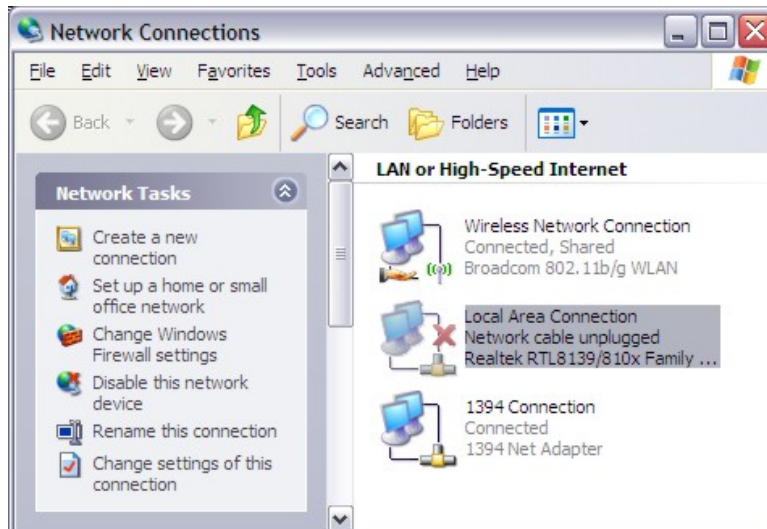 Network Connections
File Edit View Favorites Tools Advanced Help
Back Search Folders
Network Tasks
Create a new
connection
Set up a home or small
office network
Change Windows
Firewall settings
Disable this network
device
Rename this connection
Change settings of this
connection
LAN or High-Speed Internet
Wireless Network Connection
Connected, Shared
Broadcom 802.11b/g WLAN
Local Area Connection
Network cable unplugged
Realtek RTL8139/810x Family ...
1394 Connection
Connected
1394 Net Adapter